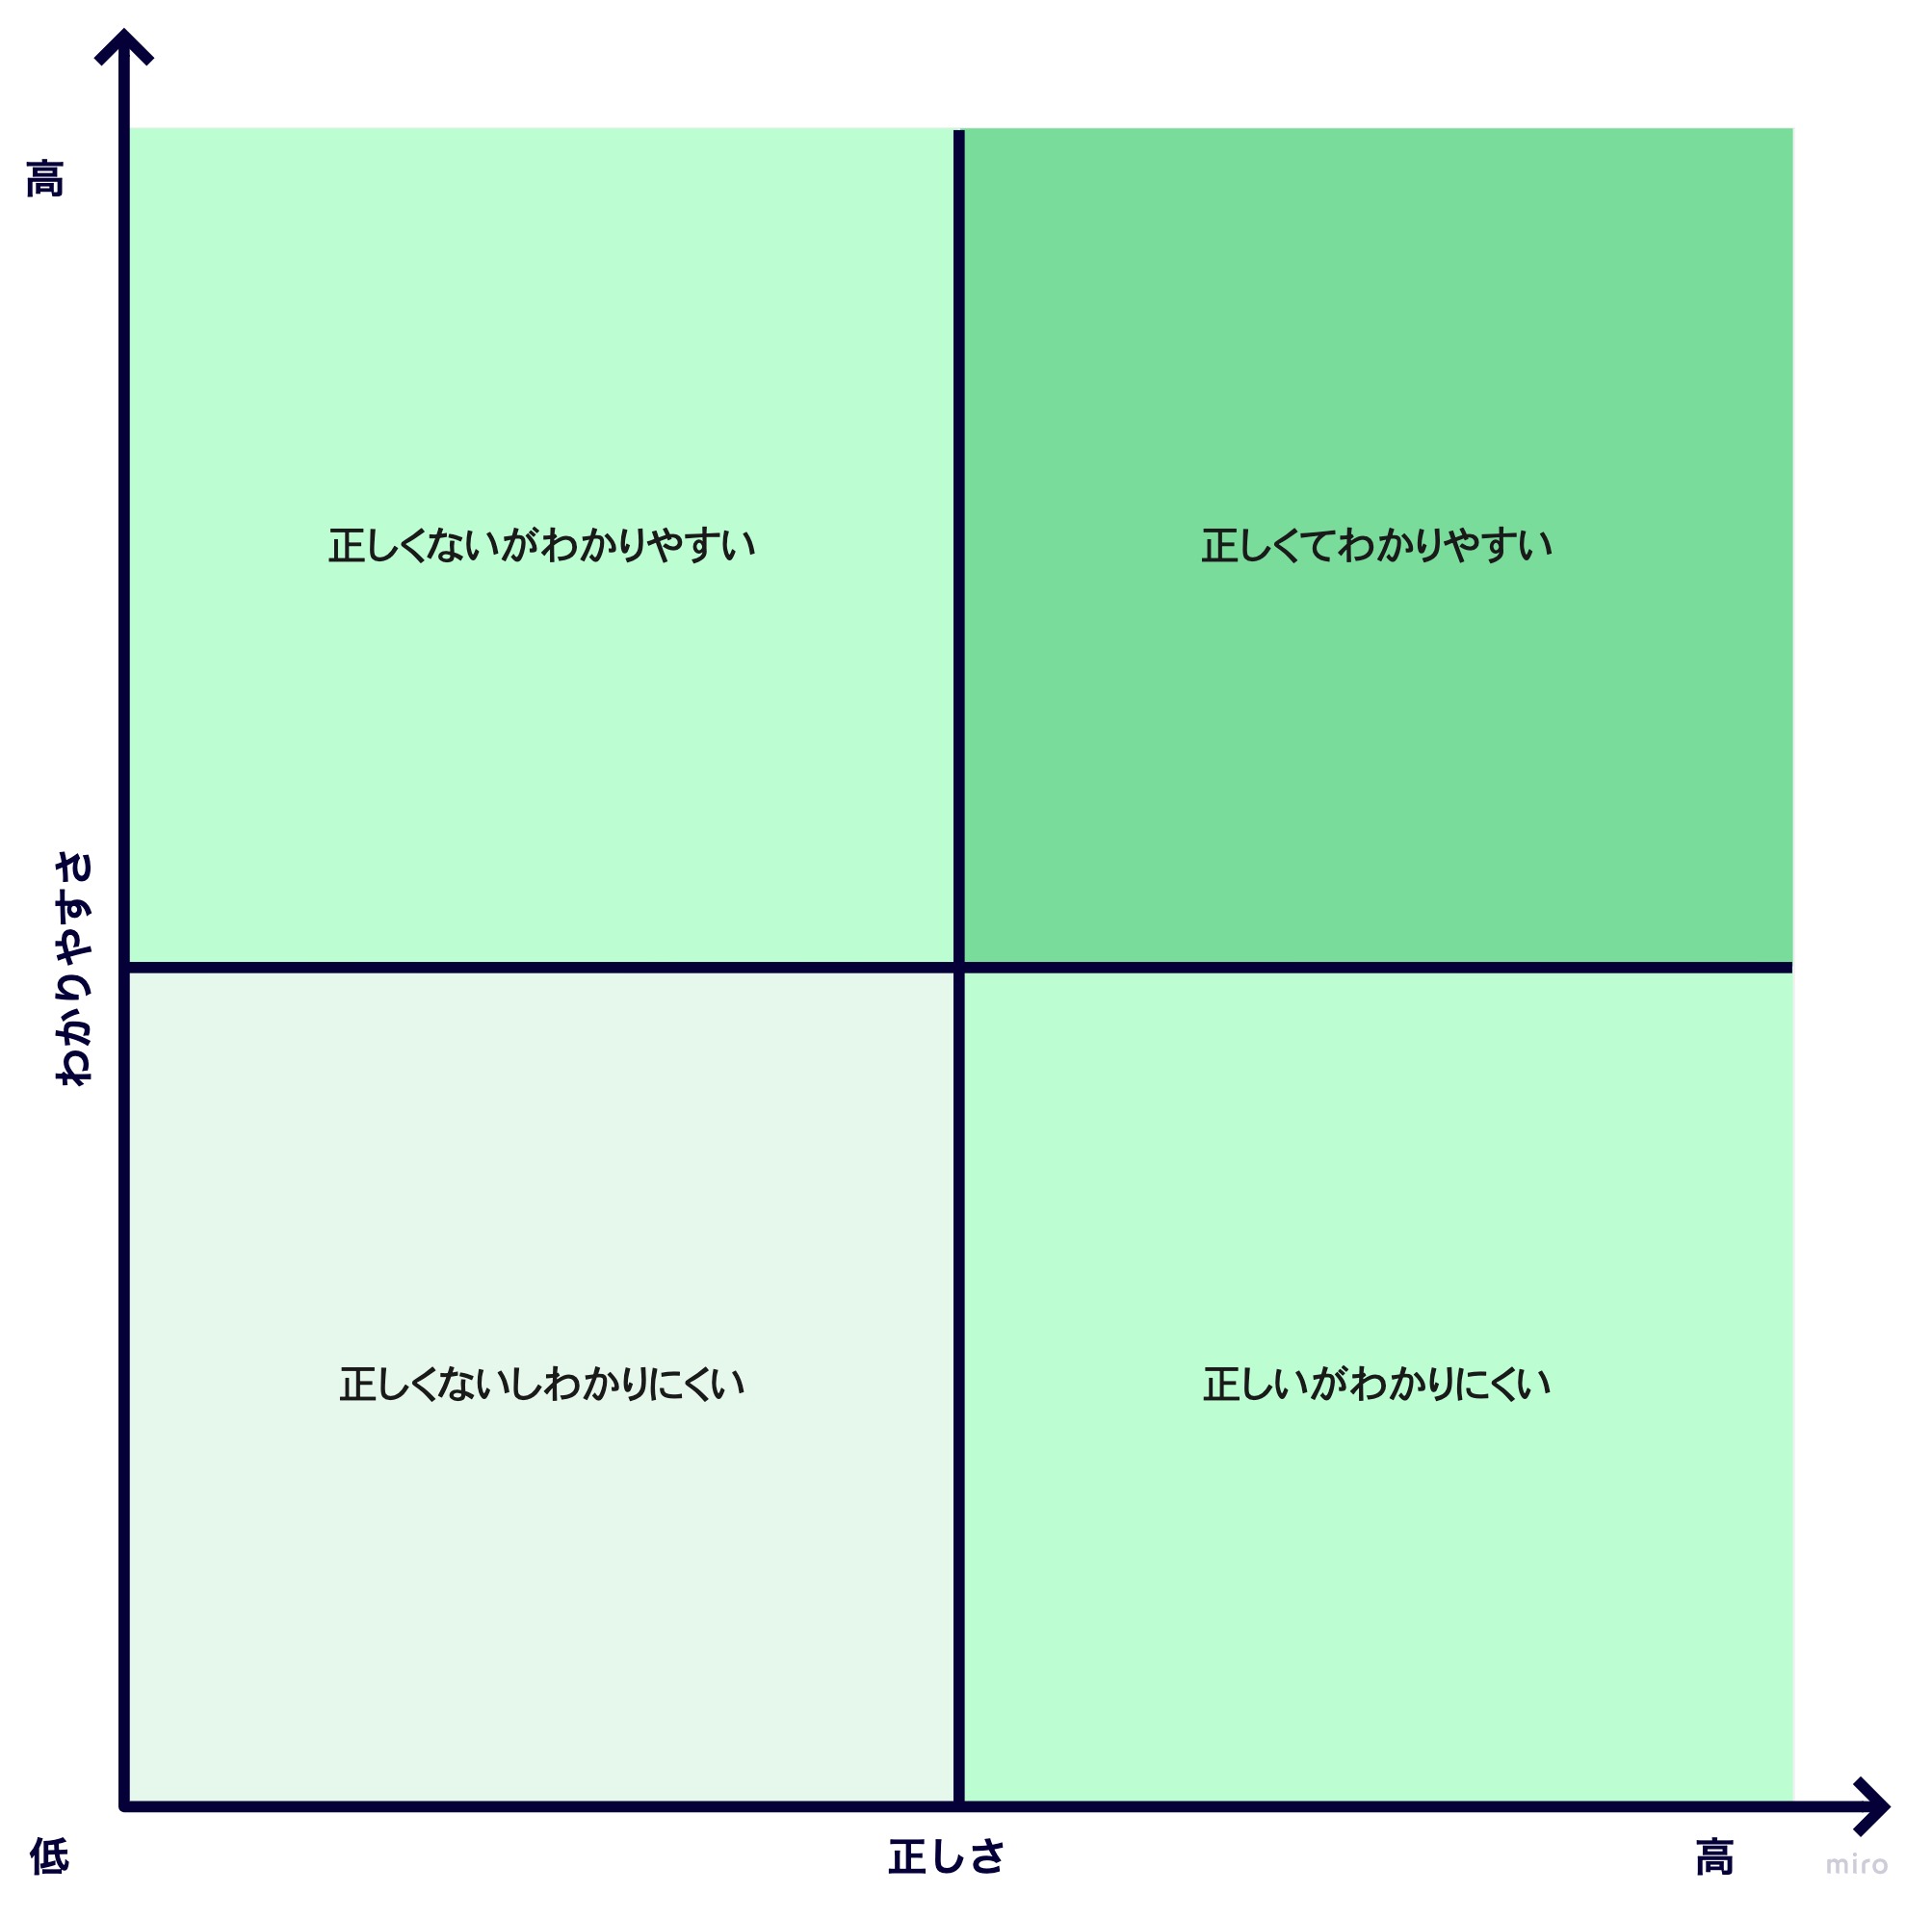 高
正しくないがわかりやすい
正しくてわかりやすい
わかりやすさ
正しくないしわかりにくい
正しいがわかりにくい
低
正しさ
高
miro